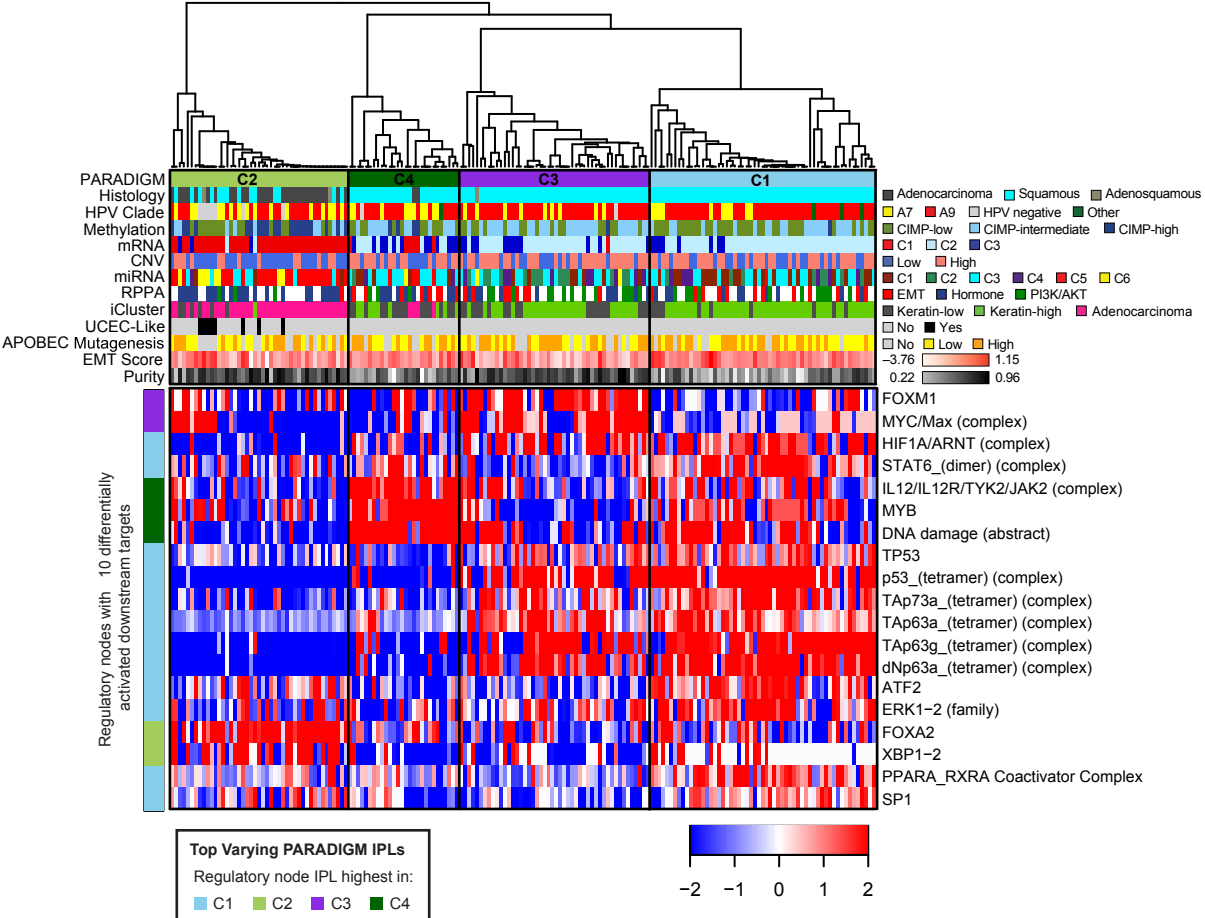 PARADIGM C2 C4 C3 C1
Histology Adenocarcinoma Squamous Adenosquamous
HPV Clade A7 A9 HPV negative Other
Methylation CIMP-low CIMP-intermediate CIMP-high
mRNA C1 C2 C3
CNV Low High
miRNA C1 C2 C3 C4 C5 C6
RPPA EMT Hormone PI3K/AKT
iCluster Keratin-low Keratin-high Adenocarcinoma
UCEC-Like No Yes
APOBEC Mutagenesis No Low High
EMT Score −3.76 1.15
Purity 0.22 0.96
Regulatory nodes with 10 differentially
activated downstream targets
FOXM1
MYC/Max (complex)
HIF1A/ARNT (complex)
STAT6_(dimer) (complex)
IL12/IL12R/TYK2/JAK2 (complex)
MYB
DNA damage (abstract)
TP53
p53_(tetramer) (complex)
TAp73a_(tetramer) (complex)
TAp63a_(tetramer) (complex)
TAp63g_(tetramer) (complex)
dNp63a_(tetramer) (complex)
ATF2
ERK1−2 (family)
FOXA2
XBP1−2
PPARA_RXRA Coactivator Complex
SP1
Top Varying PARADIGM IPLs
Regulatory node IPL highest in:
C1 C2 C3 C4
−2 −1 0 1 2